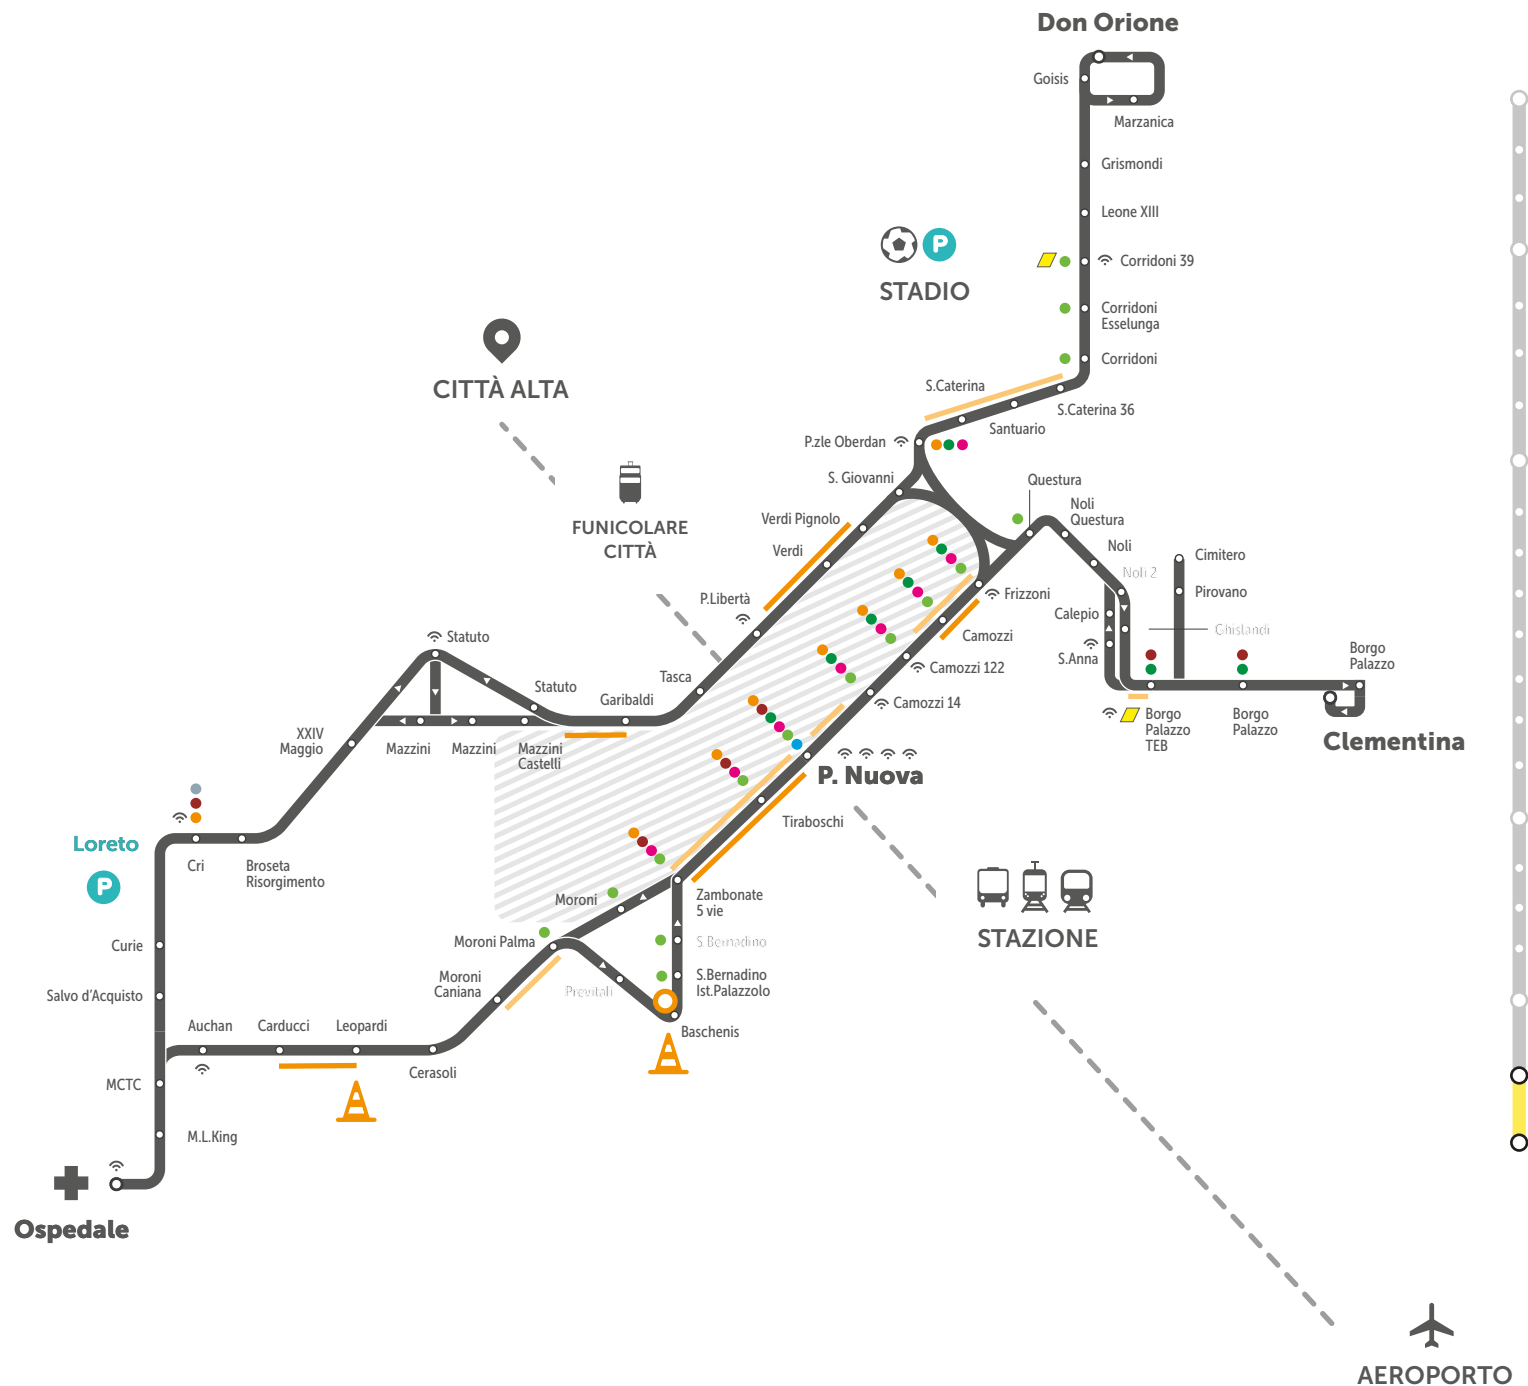 Don Orione
Goisis
Marzanica
Grismondi
Leone XIII
P
STADIO
Corridoni 39
Corridoni
Esselunga
Corridoni
CITTÀ ALTA
S.Caterina
S.Caterina 36
Santuario
P.zle Oberdan
S. Giovanni
Questura
Noli
Questura
Verdi Pignolo
FUNICOLARE
CITTÀ
Verdi
Noli
Cimitero
Noli 2
P.Libertà
Frizzoni
Pirovano
Calepio
Camozzi
Ghislandi
Statuto
S.Anna
Borgo
Palazzo
Camozzi 122
Tasca
Statuto
Garibaldi
Camozzi 14
Borgo
Palazzo
TEB
Borgo
Palazzo
XXIV
Maggio
Mazzini
Mazzini
Mazzini
Castelli
Clementina
P. Nuova
Tiraboschi
Loreto
P
Cri
Broseta
Risorgimento
Zambonate
5 vie
Moroni
Curie
Moroni Palma
S.Bernadino
STAZIONE
Moroni
Caniana
S.Bernadino
Ist.Palazzolo
Previtali
Salvo d'Acquisto
Auchan
Carducci
Leopardi
Baschenis
Cerasoli
MCTC
M.L.King
Ospedale
AEROPORTO